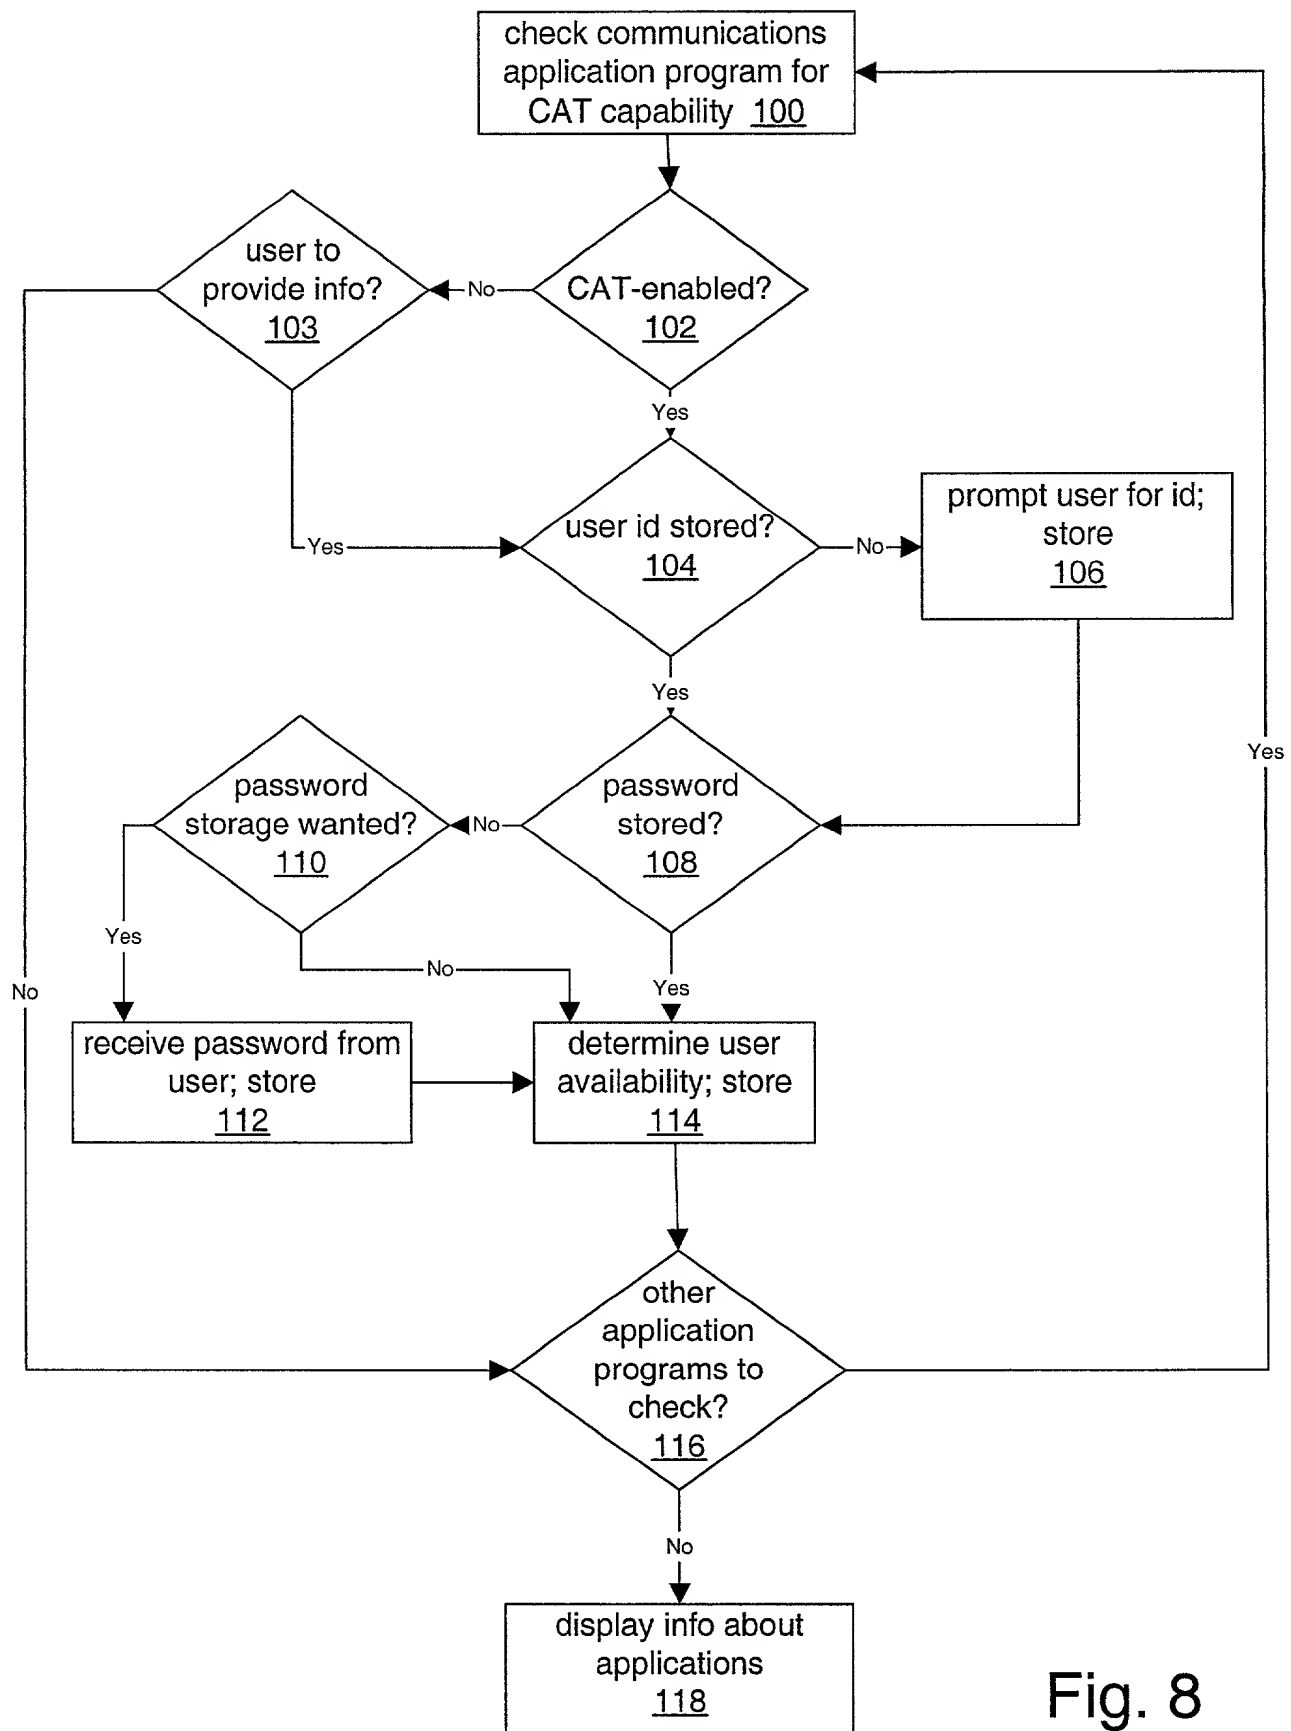 check communications
application program for
CAT capability 100
user to
provide info?
103
No
CAT-enabled?
102
Yes
user id stored?
104
Yes
No
prompt user for id;
store
106
Yes
Yes
password
storage wanted?
110
No
password
stored?
108
Yes
No
Yes
No
receive password from
user; store
112
determine user
availability; store
114
other
application
programs to
check?
116
No
display info about
applications
118
Fig. 8